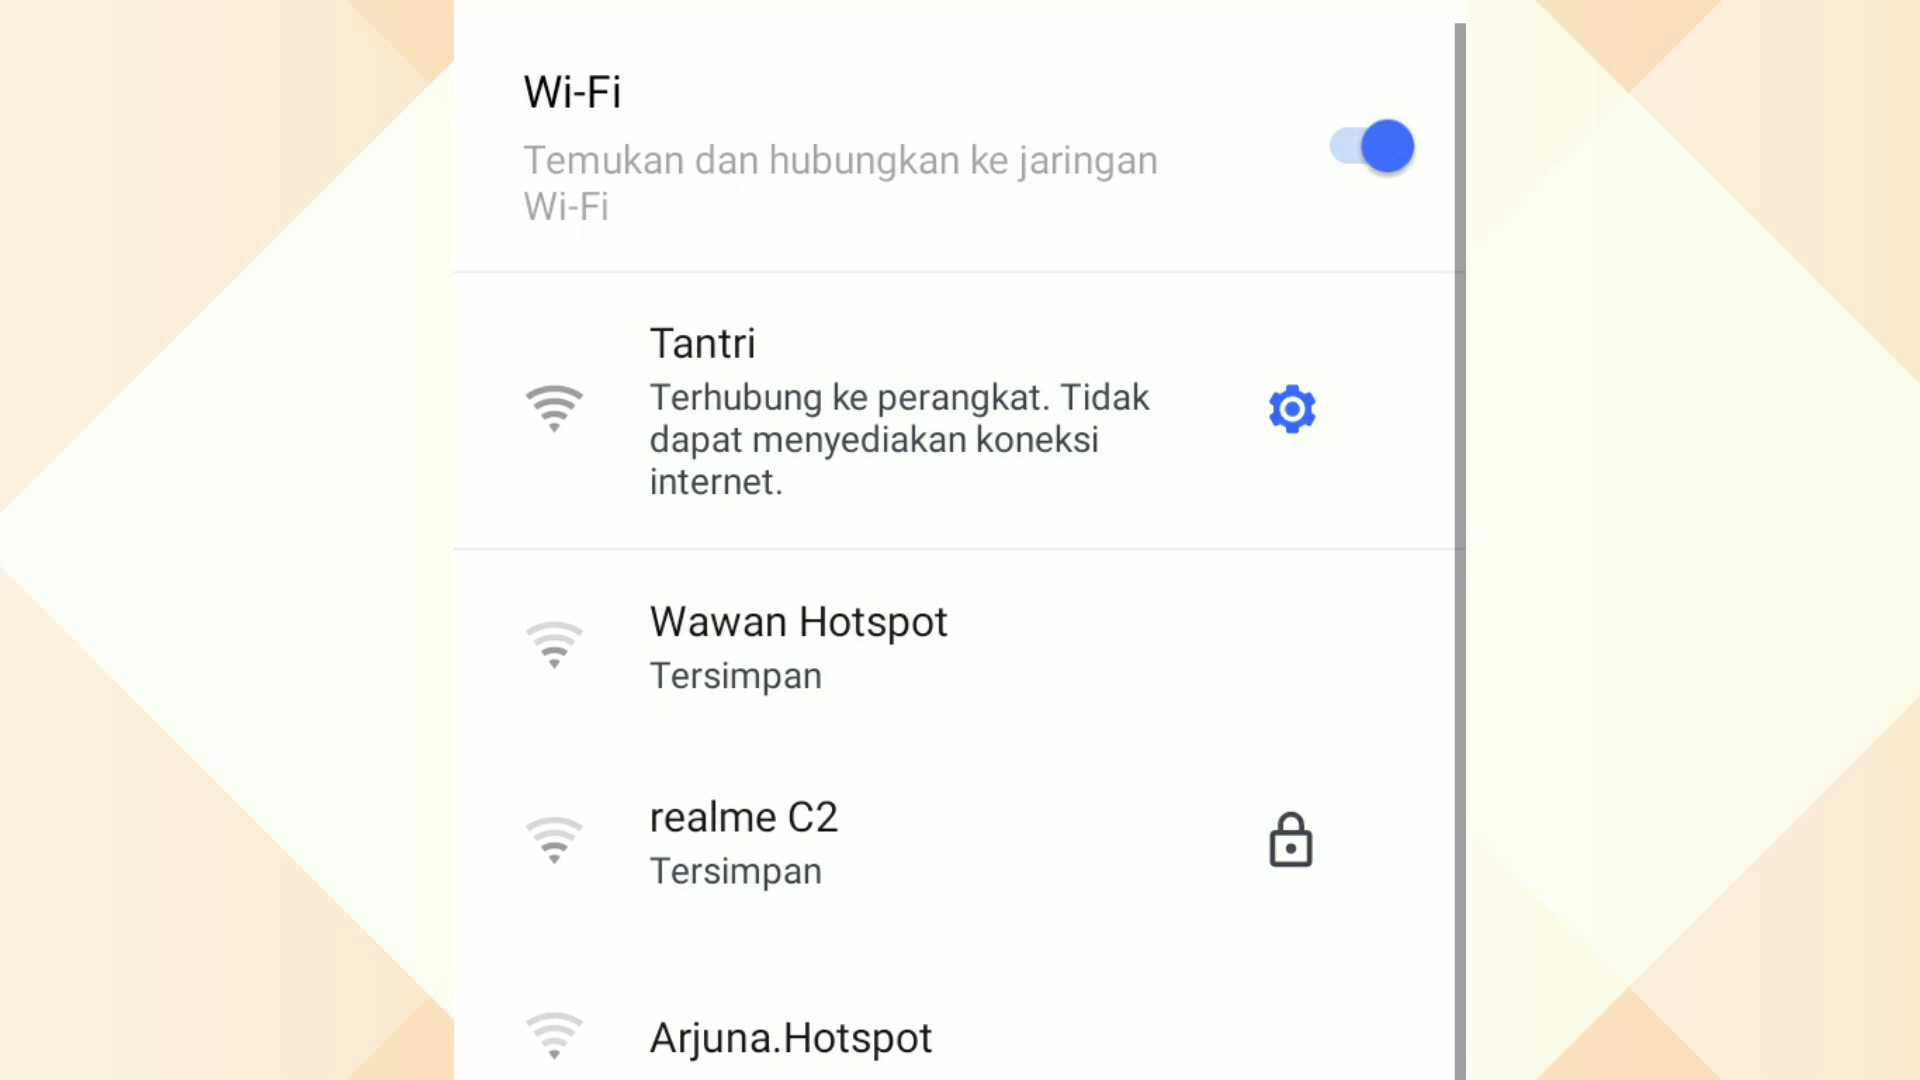 Wi-Fi
Temukan dan hubungkan ke jaringan
Wi-Fi
Tantri
Terhubung ke perangkat. Tidak
dapat menyediakan koneksi
internet.
Wawan Hotspot
Tersimpan
realme C2
Tersimpan
Arjuna.Hotspot